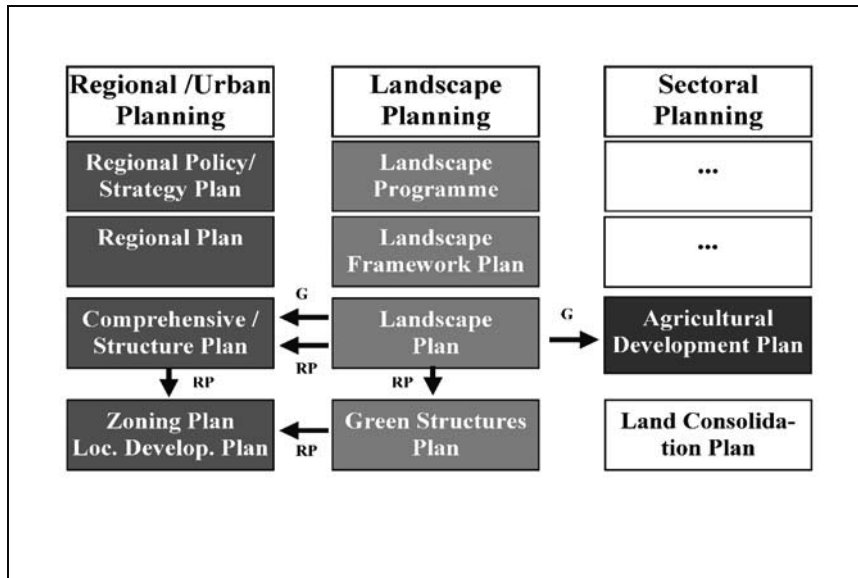 Regional /Urban
Planning
Landscape
Planning
Sectoral
Planning
Regional Policy/
Strategy Plan
Landscape
Programme
...
Regional Plan
Landscape
Framework Plan
...
G
Comprehensive /
Structure Plan
Landscape
Plan
G
Agricultural
Development Plan
RP
RP
RP
Zoning Plan
Loc. Develop. Plan
Green Structures
Plan
Land Consolida-
tion Plan
RP